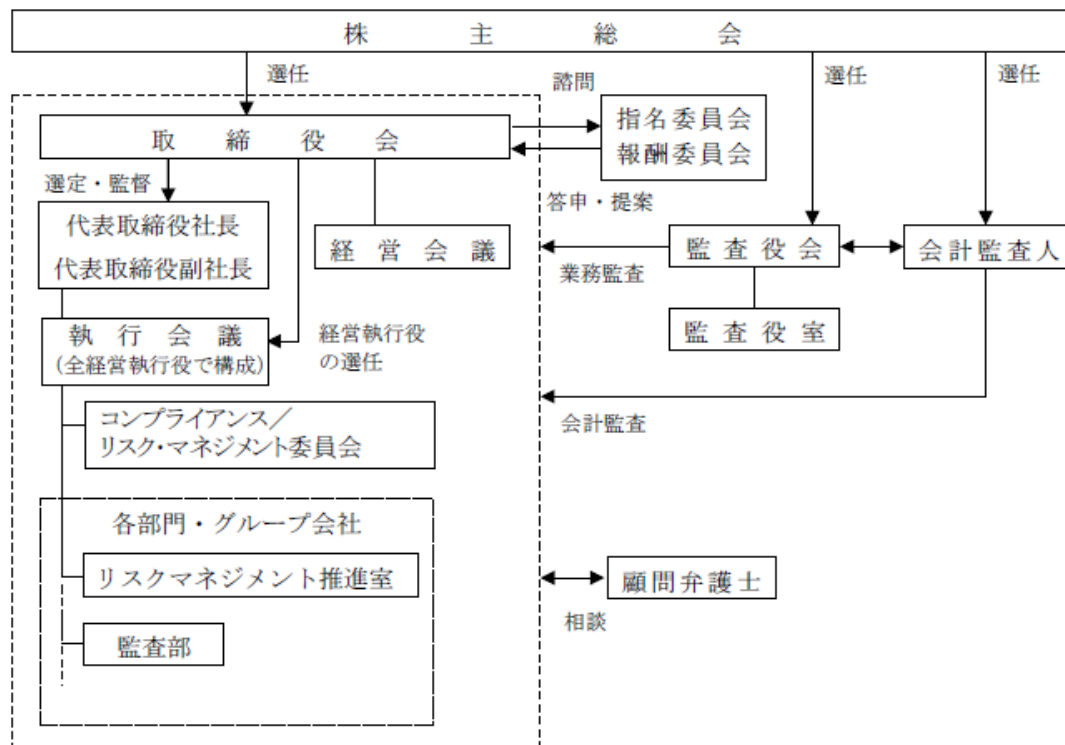 株主総会
選任
選任
選任
諮問
取締役会
指名委員会
報酬委員会
選定・監督
答申・提案
代表取締役社長
代表取締役副社長
経営会議
監査役会
会計監査人
業務監査
執行会議
(全経営執行役で構成)
経営執行役
の選任
監査役室
コンプライアンス／
リスク・マネジメント委員会
会計監査
各部門・グループ会社
リスクマネジメント推進室
顧問弁護士
相談
監査部